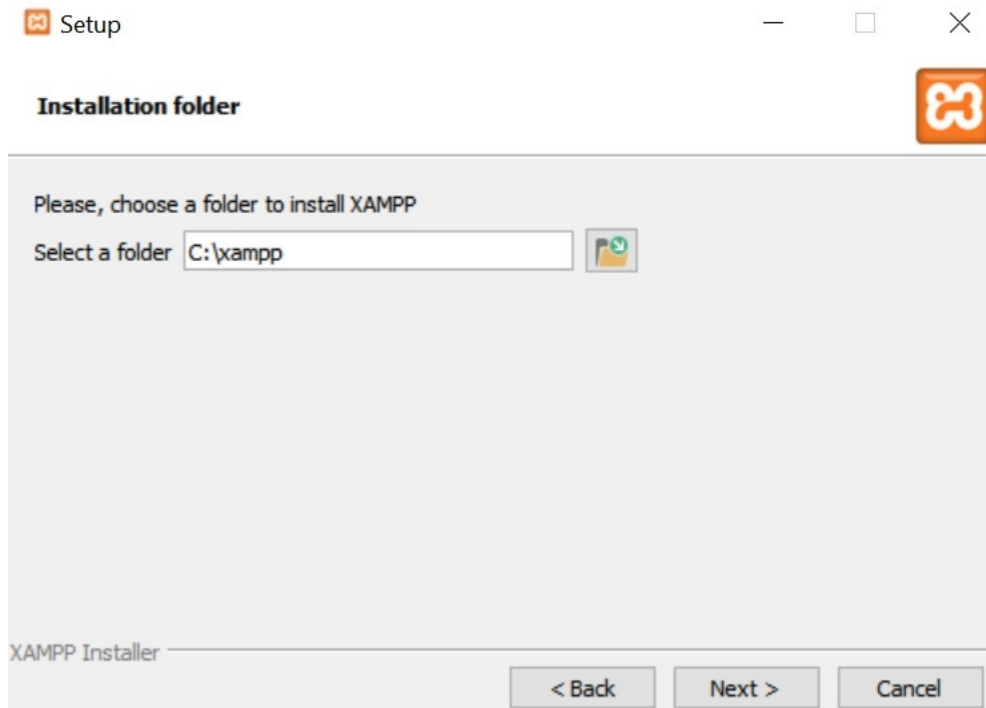 Setup
Installation folder
Please, choose a folder to install XAMPP
Select a folder C:\xampp
XAMPP Installer
< Back Next > Cancel